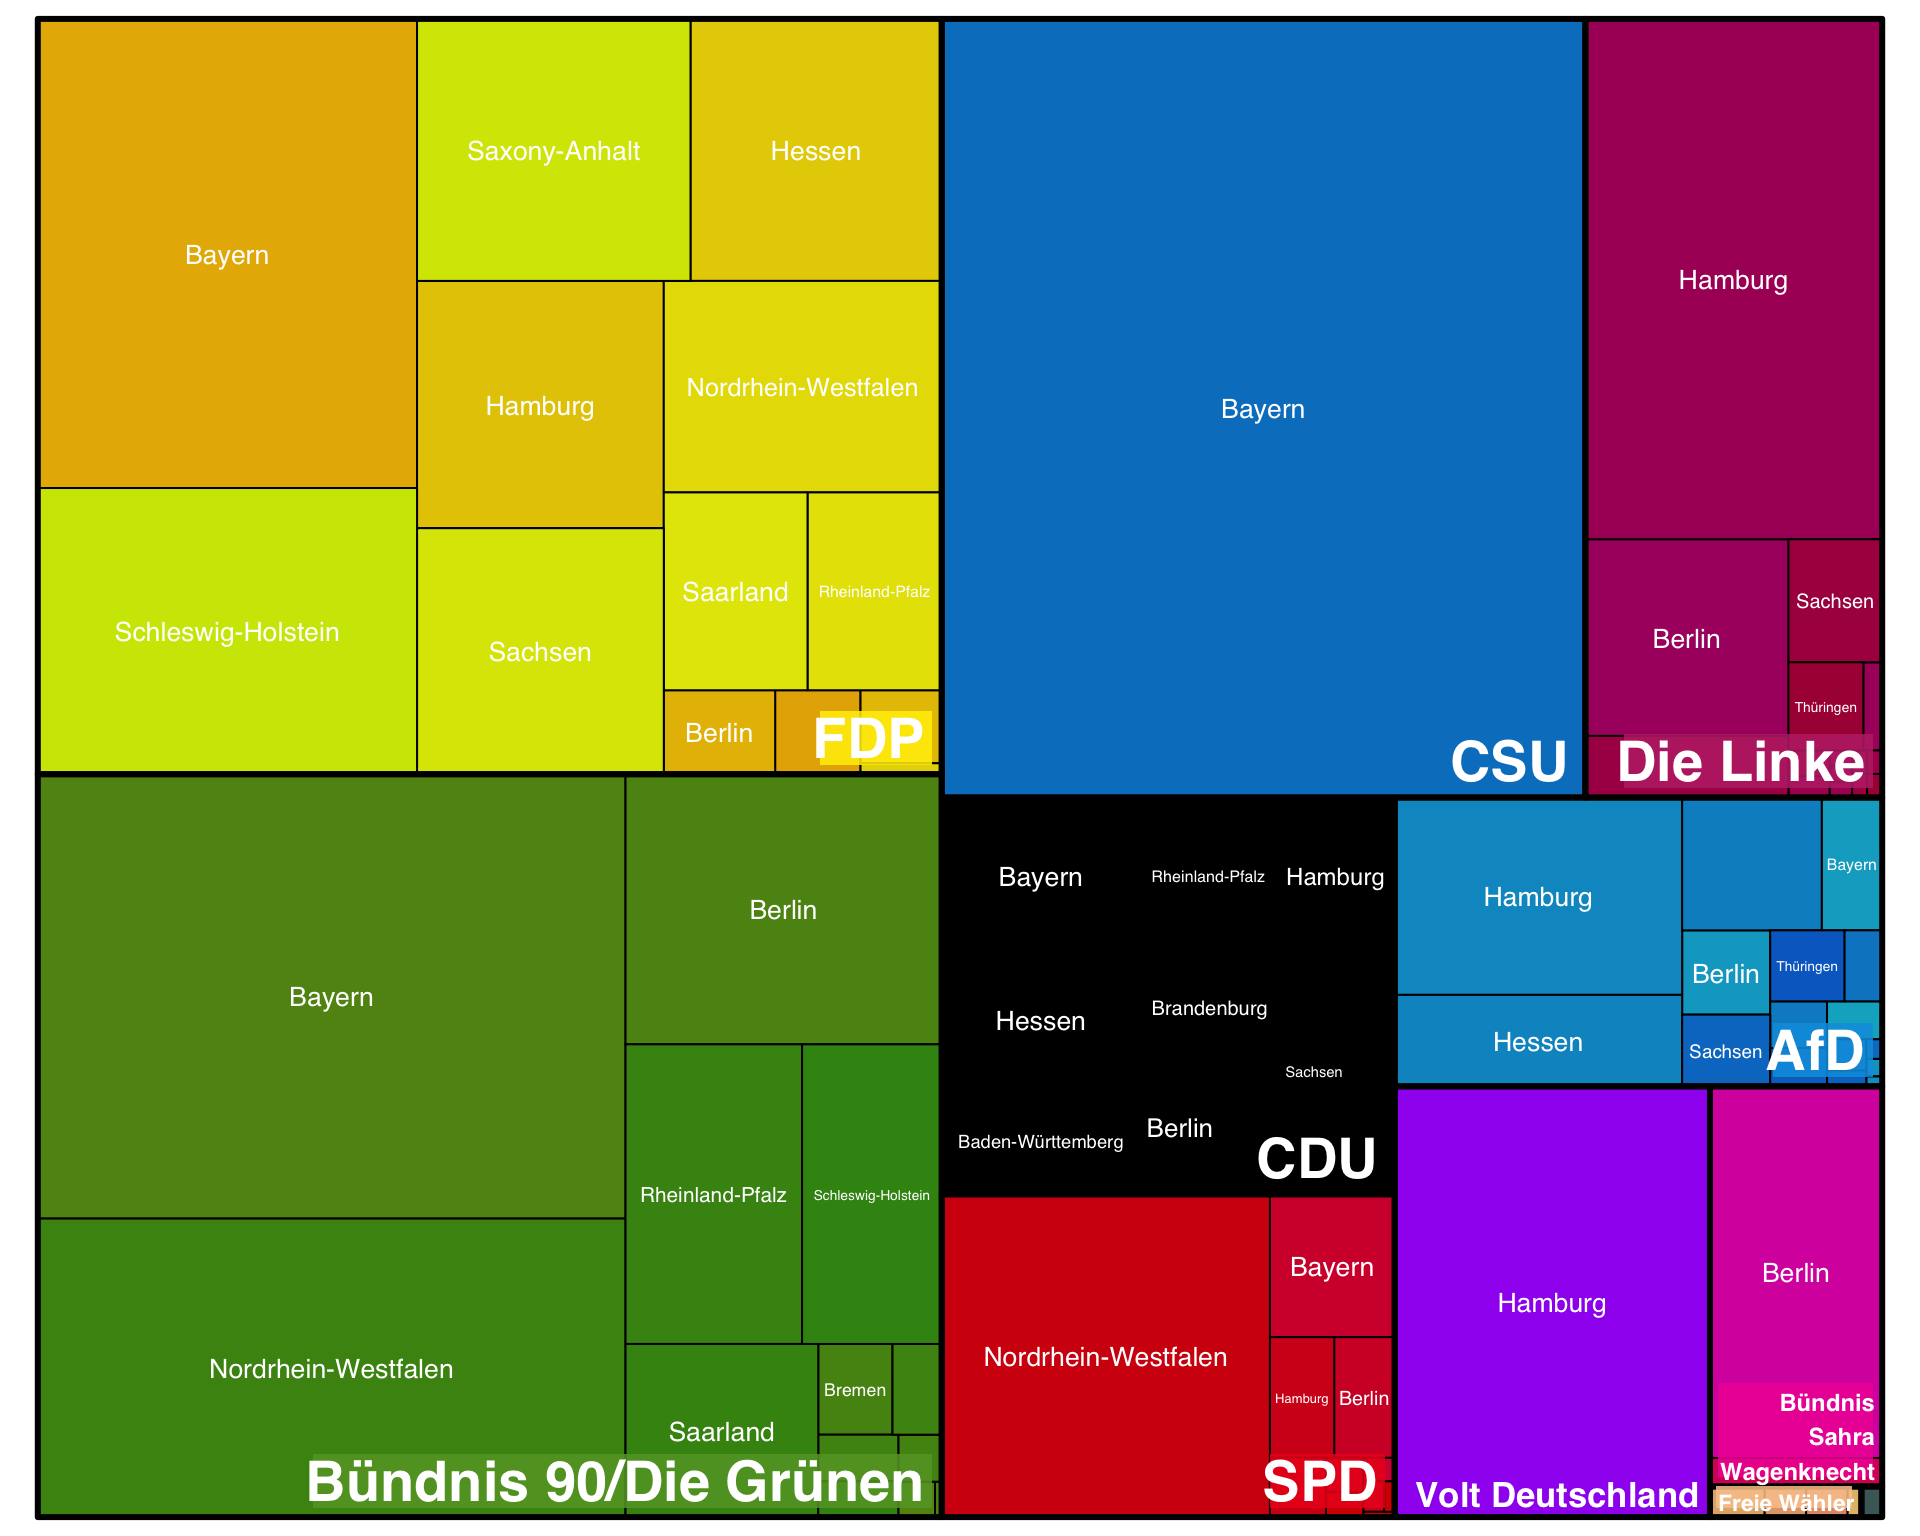 Bayern
Saxony-Anhalt
Hessen
Hamburg
Nordrhein-Westfalen
Schleswig-Holstein
Sachsen
Saarland
Rheinland-Pfalz
Berlin
FDP
Bayern
Berlin
Rheinland-Pfalz
Schleswig-Holstein
Nordrhein-Westfalen
Bremen
Saarland
Bündnis 90/Die Grünen
Bayern
CSU
Hamburg
Berlin
Sachsen
Thüringen
Die Linke
Bayern
Rheinland-Pfalz
Hamburg
Hessen
Brandenburg
Sachsen
Baden-Württemberg
Berlin
CDU
Hamburg
Bayern
Berlin
Thüringen
Hessen
Sachsen
AfD
Nordrhein-Westfalen
Bayern
Hamburg
Berlin
SPD
Hamburg
Volt Deutschland
Berlin
Bündnis
Sahra
Wagenknecht
Freie Wähler